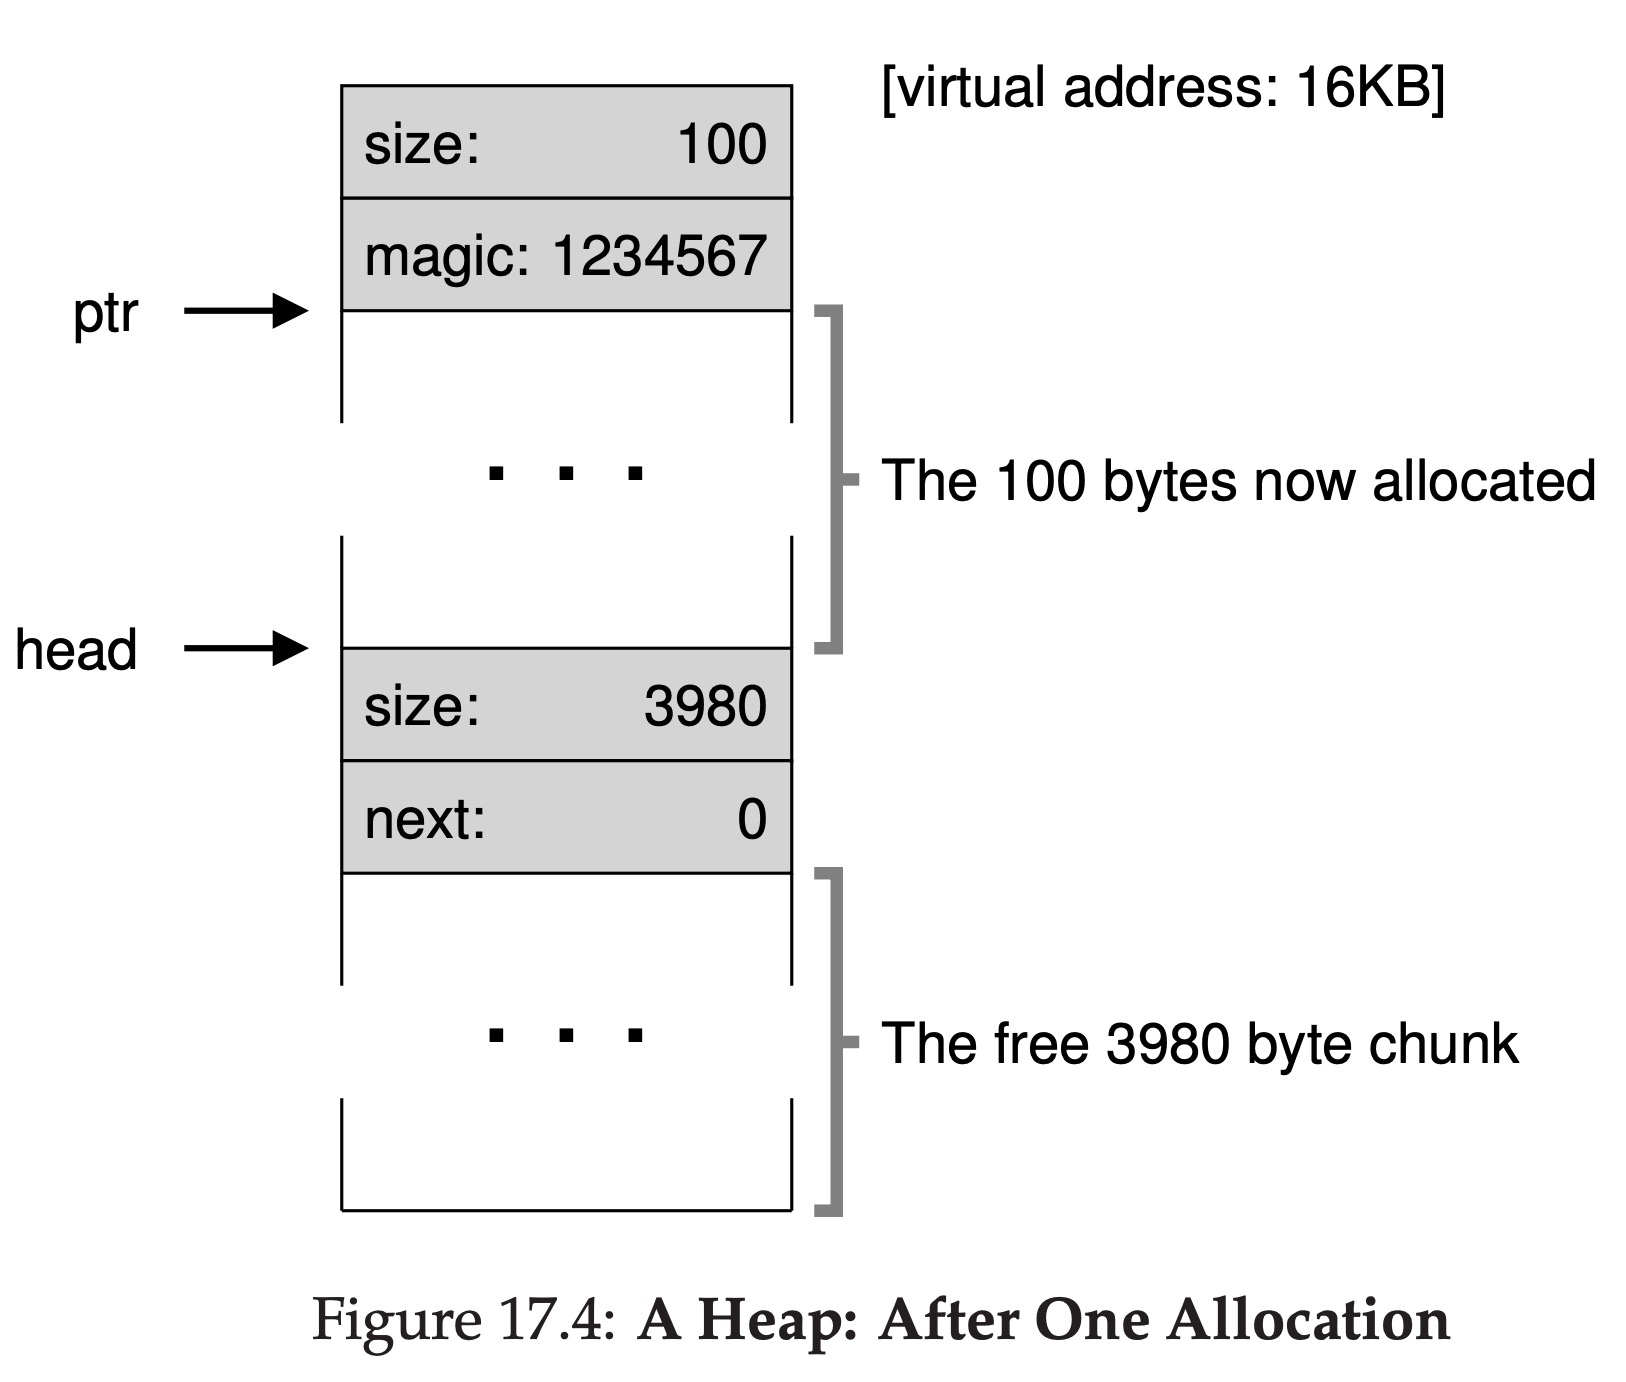 [virtual address: 16KB]
size: 100
magic: 1234567
ptr
The 100 bytes now allocated
head
size: 3980
next: 0
The free 3980 byte chunk
Figure 17.4: A Heap: After One Allocation